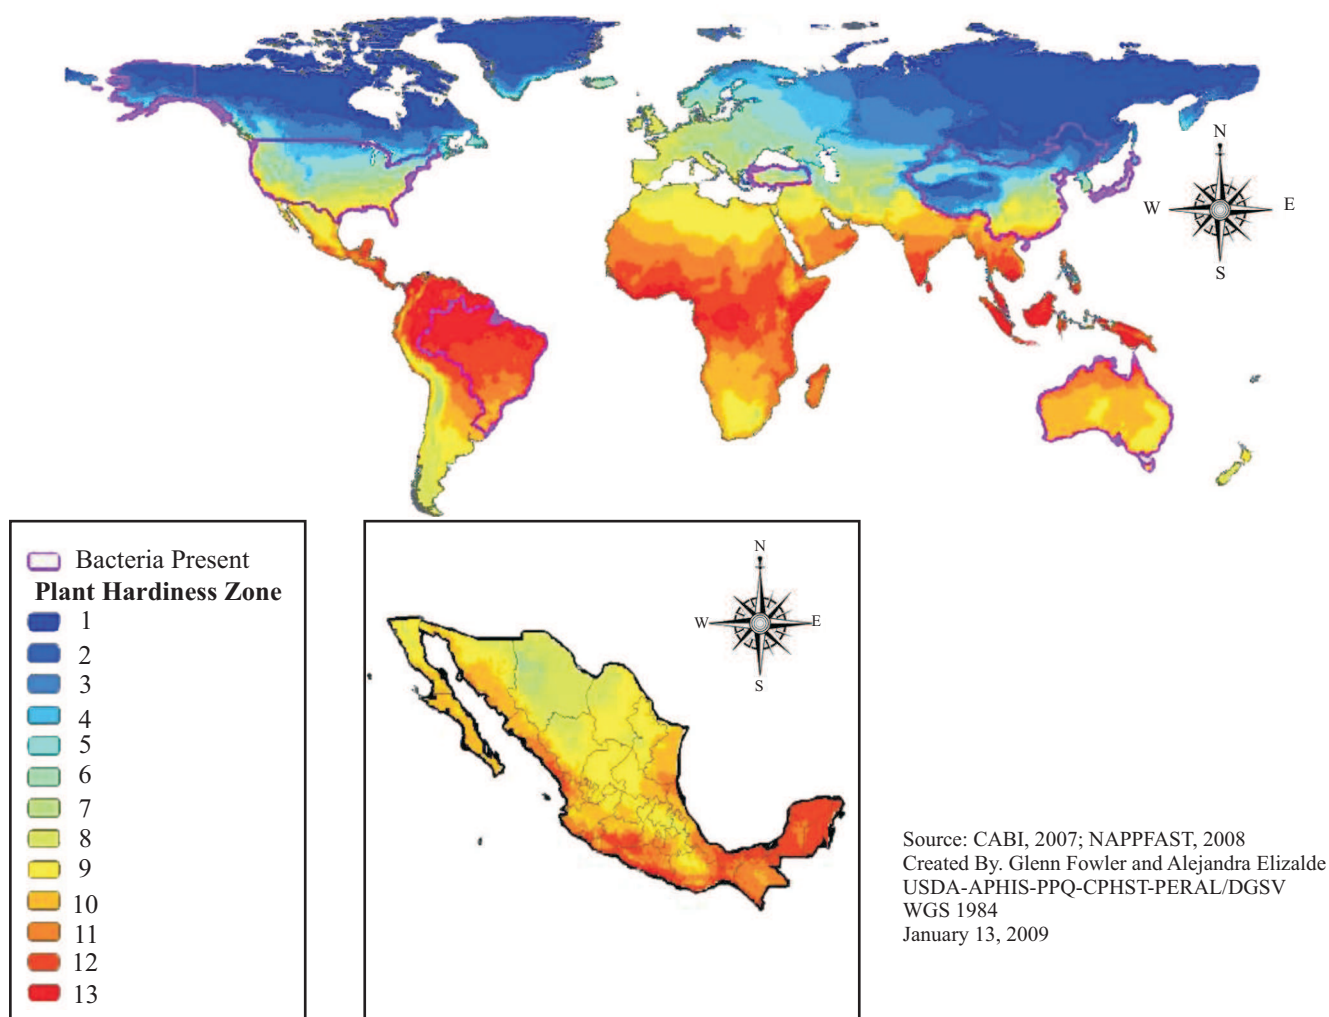 N
W
E
S
Bacteria Present
Plant Hardiness Zone
1
2
3
4
5
6
7
8
9
10
11
12
13
N
W
E
S
Source: CABI, 2007; NAPPFAST, 2008
Created By. Glenn Fowler and Alejandra Elizalde
USDA-APHIS-PPQ-CPHST-PERAL/DGSV
WGS 1984
January 13, 2009